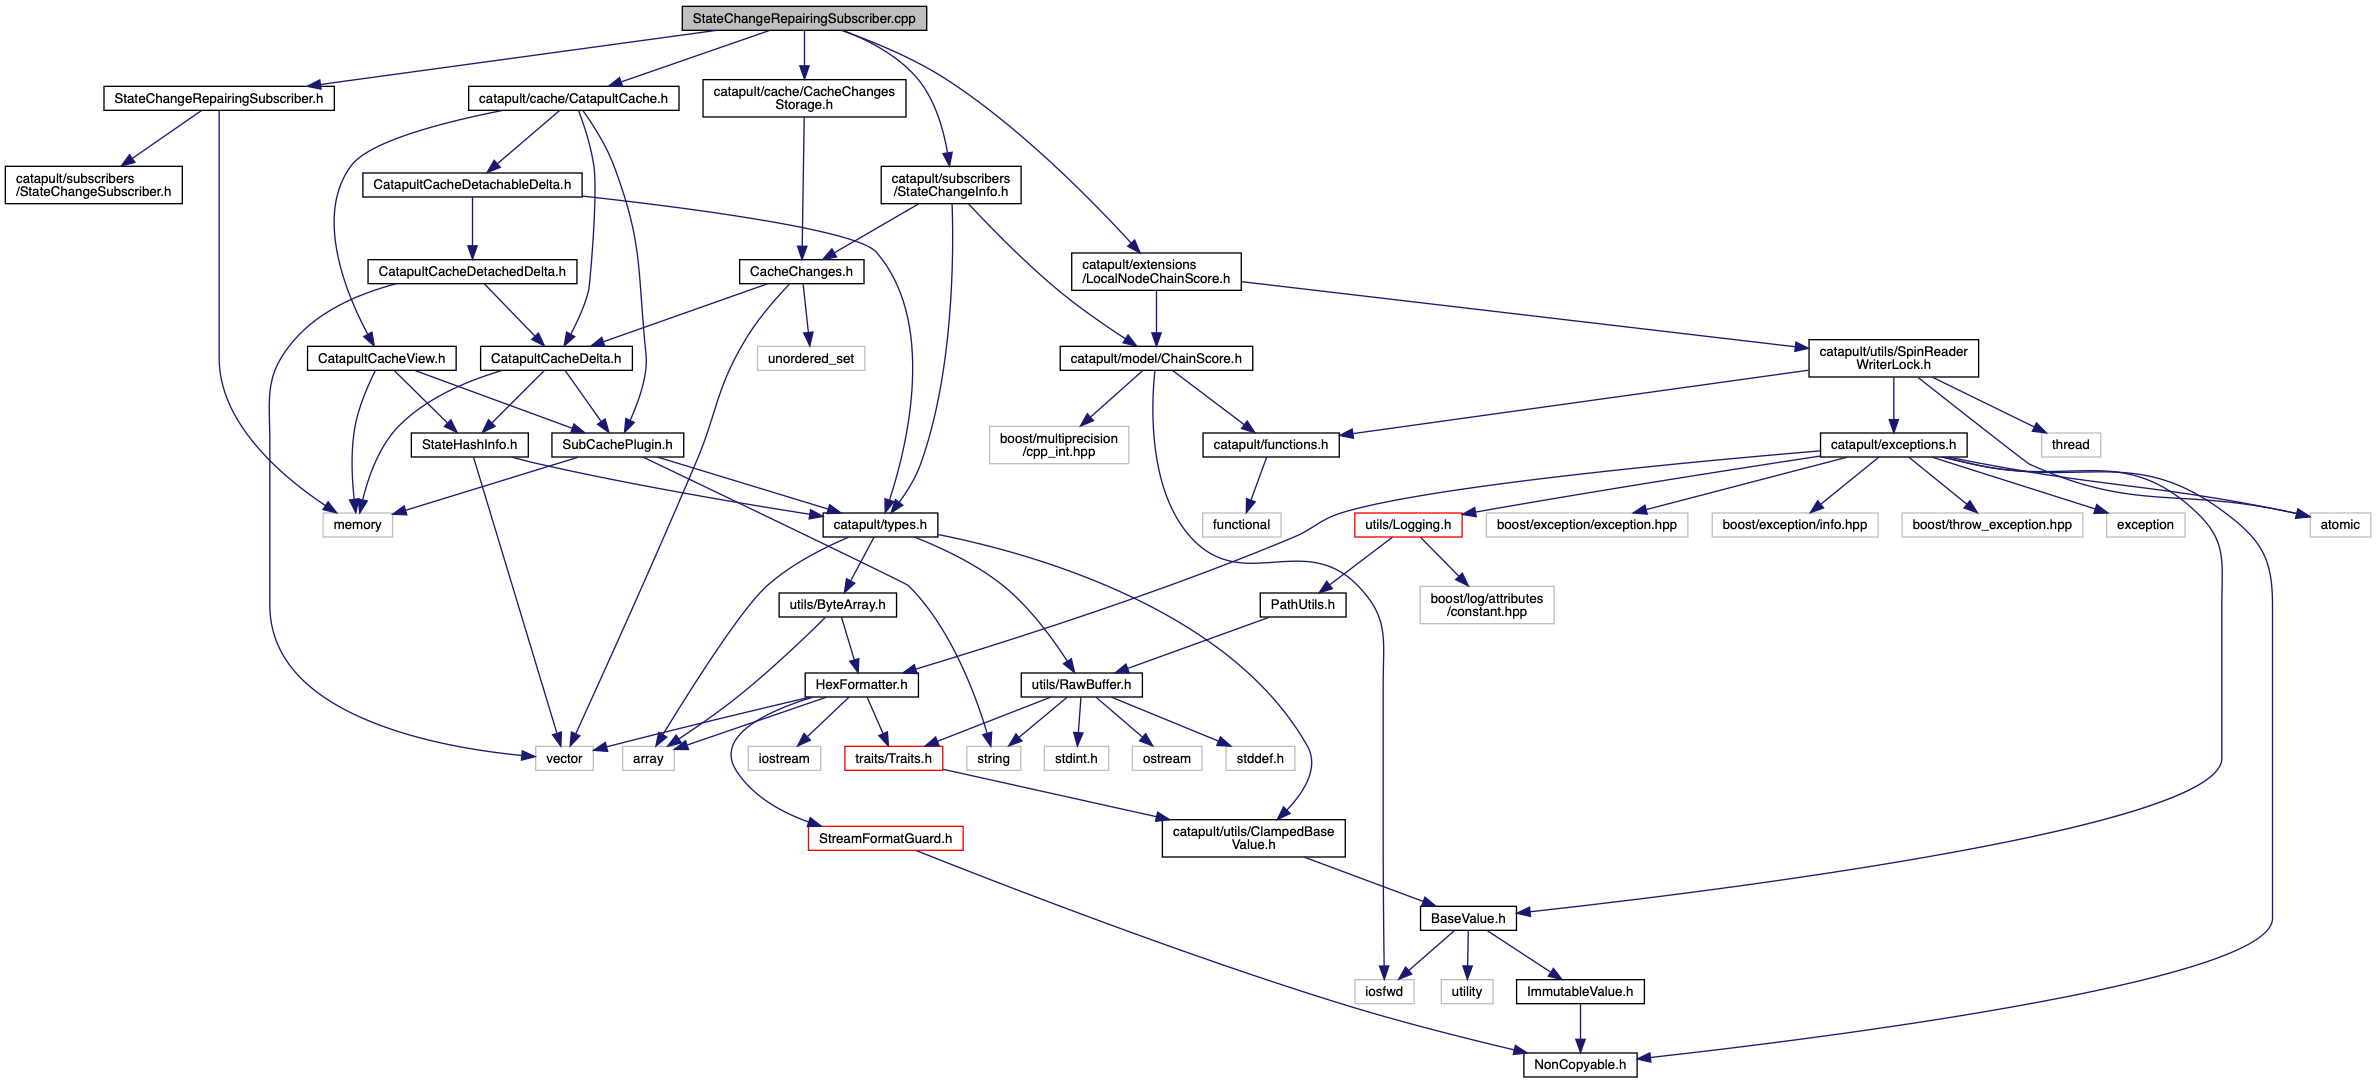 StateChangeRepairingSubscriber.cpp
StateChangeRepairingSubscriber.h
catapult/cache/CatapultCache.h
catapult/cache/CacheChanges
Storage.h
catapult/subscribers
/StateChangeSubscriber.h
CatapultCacheDetachableDelta.h
catapult/subscribers
/StateChangeInfo.h
CatapultCacheDetachedDelta.h
CacheChanges.h
catapult/extensions
/LocalNodeChainScore.h
CatapultCacheView.h
CatapultCacheDelta.h
unordered_set
catapult/model/ChainScore.h
catapult/utils/SpinReader
WriterLock.h
StateHashInfo.h
SubCachePlugin.h
boost/multiprecision
/cpp_int.hpp
catapult/functions.h
catapult/exceptions.h
thread
memory
catapult/types.h
functional
utils/Logging.h
boost/exception/exception.hpp
boost/exception/info.hpp
boost/throw_exception.hpp
exception
atomic
utils/ByteArray.h
PathUtils.h
boost/log/attributes
/constant.hpp
HexFormatter.h
utils/RawBuffer.h
vector
array
iostream
traits/Traits.h
string
stdint.h
ostream
stddef.h
StreamFormatGuard.h
catapult/utils/ClampedBase
Value.h
BaseValue.h
iosfwd
utility
ImmutableValue.h
NonCopyable.h